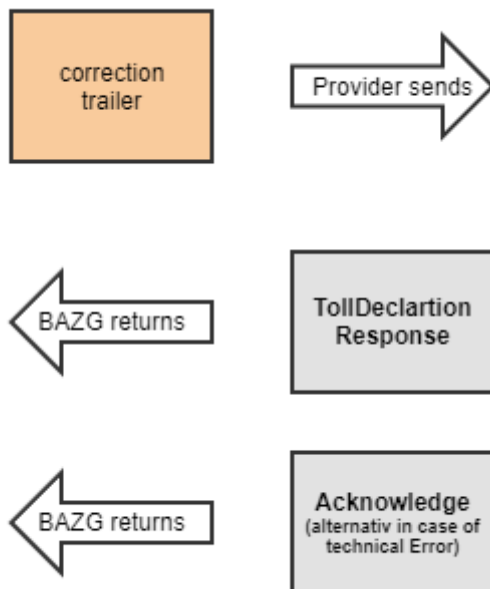 correction
trailer
Provider sends
BAZG returns
TollDeclartion
Response
BAZG returns
Acknowledge
(alternativ in case of
technical Error)